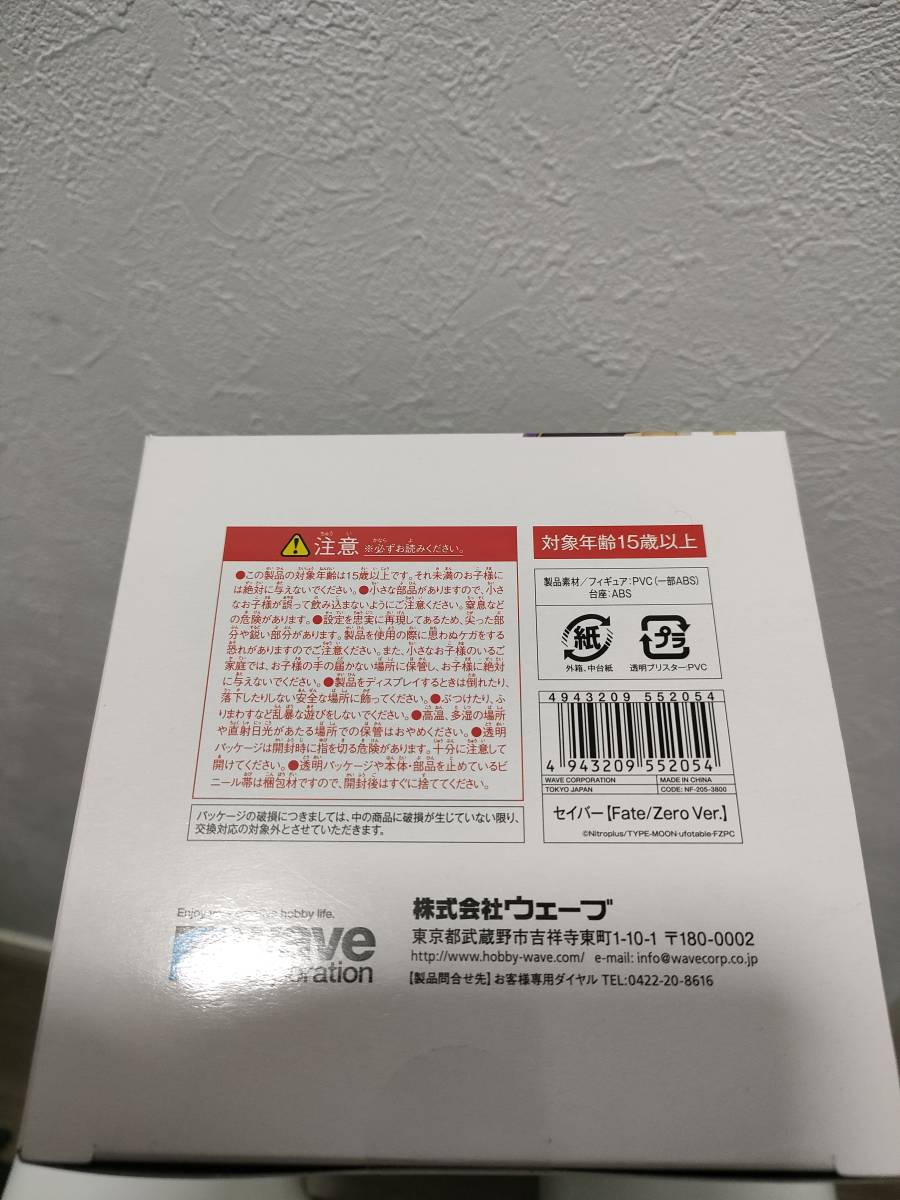 注意 ※必ずお読みください。
●この製品の対象年齢は15歳以上です。それ未満のお子様に
は絶対に与えないでください。●小さな部品がありますので、小さ
なお子様が誤って飲み込まないようにご注意ください。窒息など
の危険があります。●設定を忠実に再現してあるため、尖った部
分や鋭い部分があります。製品を使用の際に思わぬケガをする
恐れがありますのでご注意ください。また、小さなお子様のいるご
家庭では、お子様の手の届かない場所に保管し、お子様に絶対
に与えないでください。●製品をディスプレイするときは倒れたり、
落下したりしない安全な場所に飾ってください。●ぶつけたり、ふ
りまわすなど乱暴な遊びをしないでください。●高温、多湿の場所
や直射日光があたる場所での保管はおやめください。●透明
パッケージは開封時に指を切る危険があります。十分に注意して
開けてください。●透明パッケージや本体・部品を止めているビ
ニール帯は梱包材ですので、開封後はすぐに捨ててください。
パッケージの破損につきましては、中の商品に破損が生じていない限り、
交換対応の対象外とさせていただきます。
対象年齢15歳以上
製品素材／フィギュア：PVC（一部ABS）
台座：ABS
紙
プラ
外箱、中台紙
透明ブリスター：PVC
4943209 552054
4 943209 552054
WAVE CORPORATION
TOKYO JAPAN
MADE IN CHINA
CODE: NF-205-3800
セイバー【Fate/Zero Ver.】
©Nitroplus/TYPE-MOON・ufotable・FZPC
Enjoy hobby life.
wave
株式会社ウェーブ
東京都武蔵野市吉祥寺東町1-10-1 〒180-0002
http://www.hobby-wave.com/ e-mail: info@wavecorp.co.jp
【製品問合せ先】お客様専用ダイヤル TEL:0422-20-8616